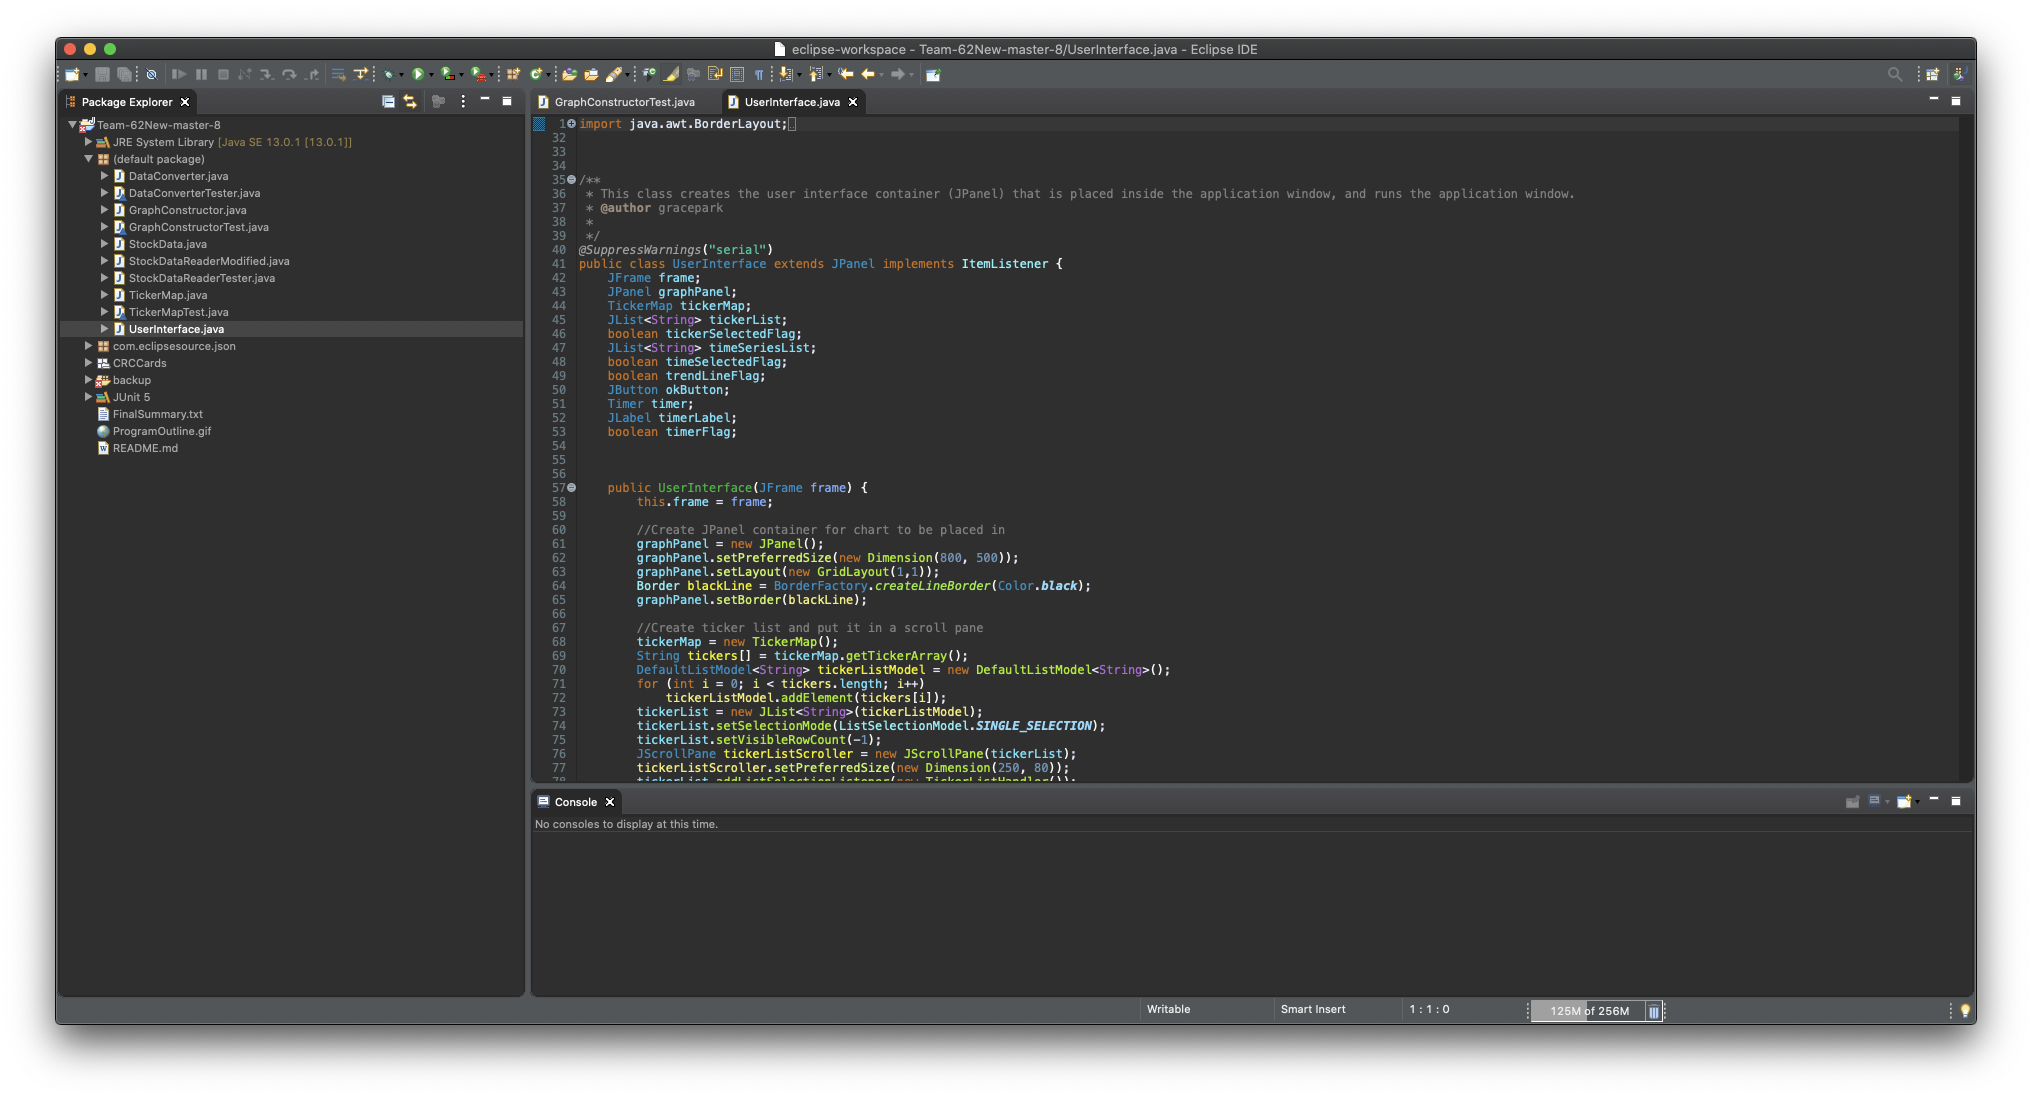 eclipse-workspace - Team-62New-master-8/UserInterface.java - Eclipse IDE
Package Explorer
Team-62New-master-8
JRE System Library [Java SE 13.0.1 [13.0.1]]
(default package)
DataConverter.java
DataConverterTester.java
GraphConstructor.java
GraphConstructorTest.java
StockData.java
StockDataReaderModified.java
StockDataReaderTester.java
TickerMap.java
TickerMapTest.java
UserInterface.java
com.eclipsesource.json
CRCCards
backup
JUnit 5
FinalSummary.txt
ProgramOutline.gif
README.md
GraphConstructorTest.java UserInterface.java
1 import java.awt.BorderLayout;
32
33
34
35 /**
36  * This class creates the user interface container (JPanel) that is placed inside the application window, and runs the application window.
37  * @author gracepark
38  *
39  */
40 @SuppressWarnings("serial")
41 public class UserInterface extends JPanel implements ItemListener {
42     JFrame frame;
43     JPanel graphPanel;
44     TickerMap tickerMap;
45     JList<String> tickerList;
46     boolean tickerSelectedFlag;
47     JList<String> timeSeriesList;
48     boolean timeSelectedFlag;
49     boolean trendLineFlag;
50     JButton okButton;
51     Timer timer;
52     JLabel timerLabel;
53     boolean timerFlag;
54
55
56
57     public UserInterface(JFrame frame) {
58         this.frame = frame;
59
60         //Create JPanel container for chart to be placed in
61         graphPanel = new JPanel();
62         graphPanel.setPreferredSize(new Dimension(800, 500));
63         graphPanel.setLayout(new GridLayout(1,1));
64         Border blackLine = BorderFactory.createLineBorder(Color.black);
65         graphPanel.setBorder(blackLine);
66
67         //Create ticker list and put it in a scroll pane
68         tickerMap = new TickerMap();
69         String tickers[] = tickerMap.getTickerArray();
70         DefaultListModel<String> tickerListModel = new DefaultListModel<String>();
71         for (int i = 0; i < tickers.length; i++)
72             tickerListModel.addElement(tickers[i]);
73         tickerList = new JList<String>(tickerListModel);
74         tickerList.setSelectionMode(ListSelectionModel.SINGLE_SELECTION);
75         tickerList.setVisibleRowCount(-1);
76         JScrollPane tickerListScroller = new JScrollPane(tickerList);
77         tickerListScroller.setPreferredSize(new Dimension(250, 80));
78         tickerList.addListSelectionListener(new TickerListHandler());
Console
No consoles to display at this time.
Writable
Smart Insert
1 : 1 : 0
125M of 256M